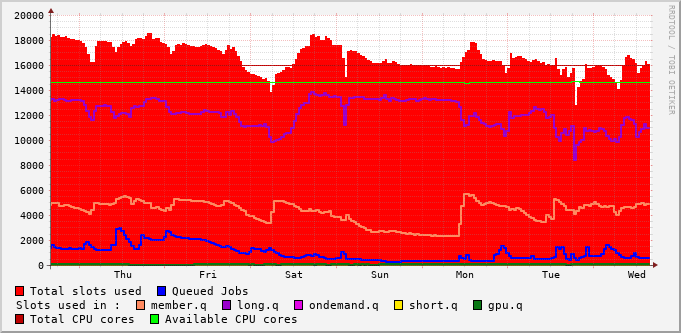 20000
18000
16000
14000
12000
10000
8000
6000
4000
2000
0
Thu Fri Sat Sun Mon Tue Wed
RRDTOOL / TOBI OETIKER
Total slots used Queued Jobs
Slots used in : member.q long.q ondemand.q short.q gpu.q
Total CPU cores Available CPU cores